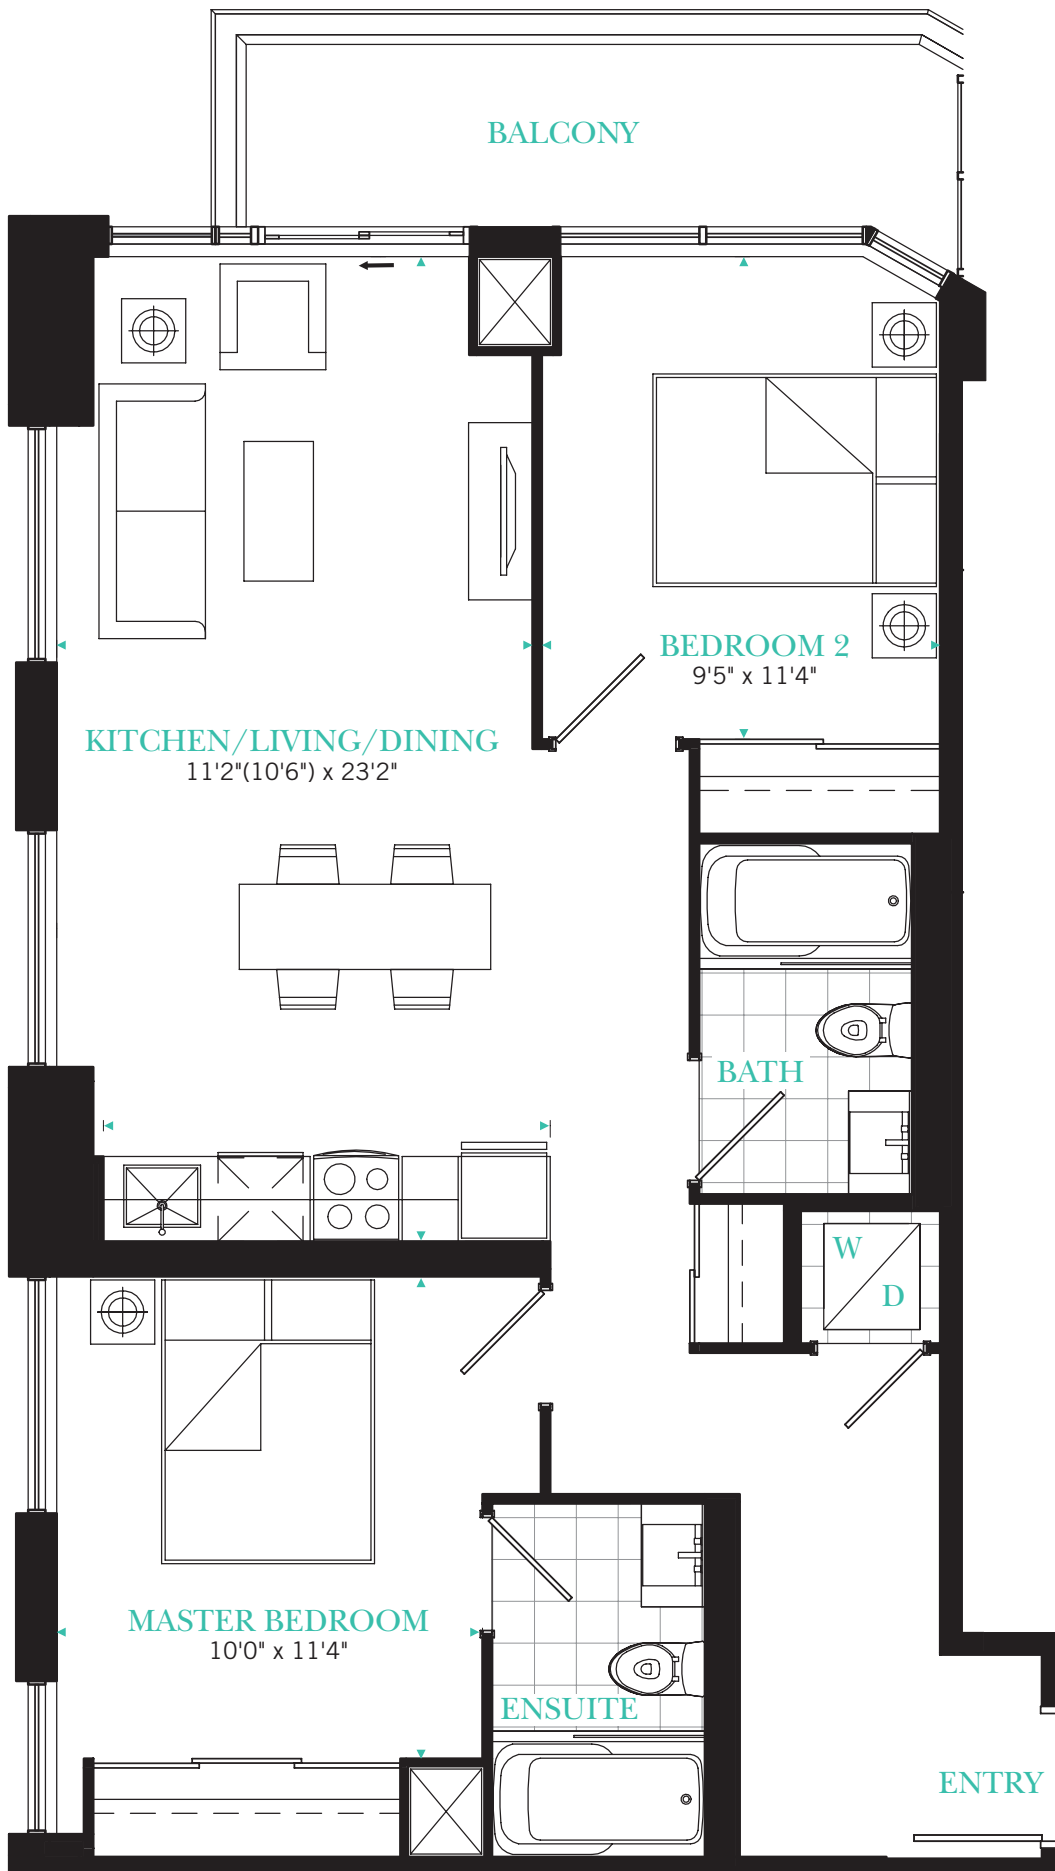 BALCONY
BEDROOM 2
9'5" x 11'4"
KITCHEN/LIVING/DINING
11'2"(10'6") x 23'2"
BATH
W
D
MASTER BEDROOM
10'0" x 11'4"
ENSUITE
ENTRY